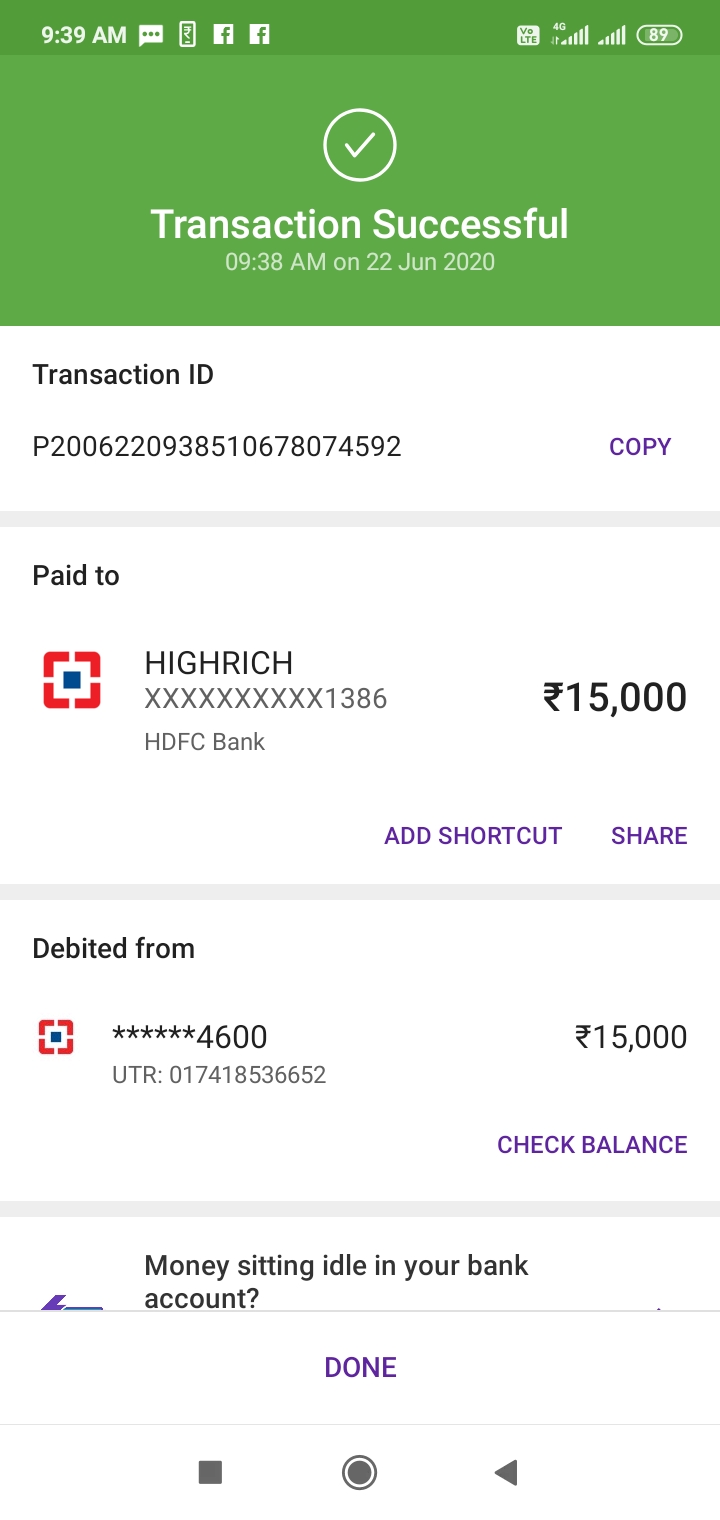 9:39 AM
Vo LTE 4G 89
Transaction Successful
09:38 AM on 22 Jun 2020
Transaction ID
P2006220938510678074592 COPY
Paid to
HIGHRICH
XXXXXXXXXX1386 ₹15,000
HDFC Bank
ADD SHORTCUT SHARE
Debited from
******4600 ₹15,000
UTR: 017418536652
CHECK BALANCE
Money sitting idle in your bank
account?
DONE